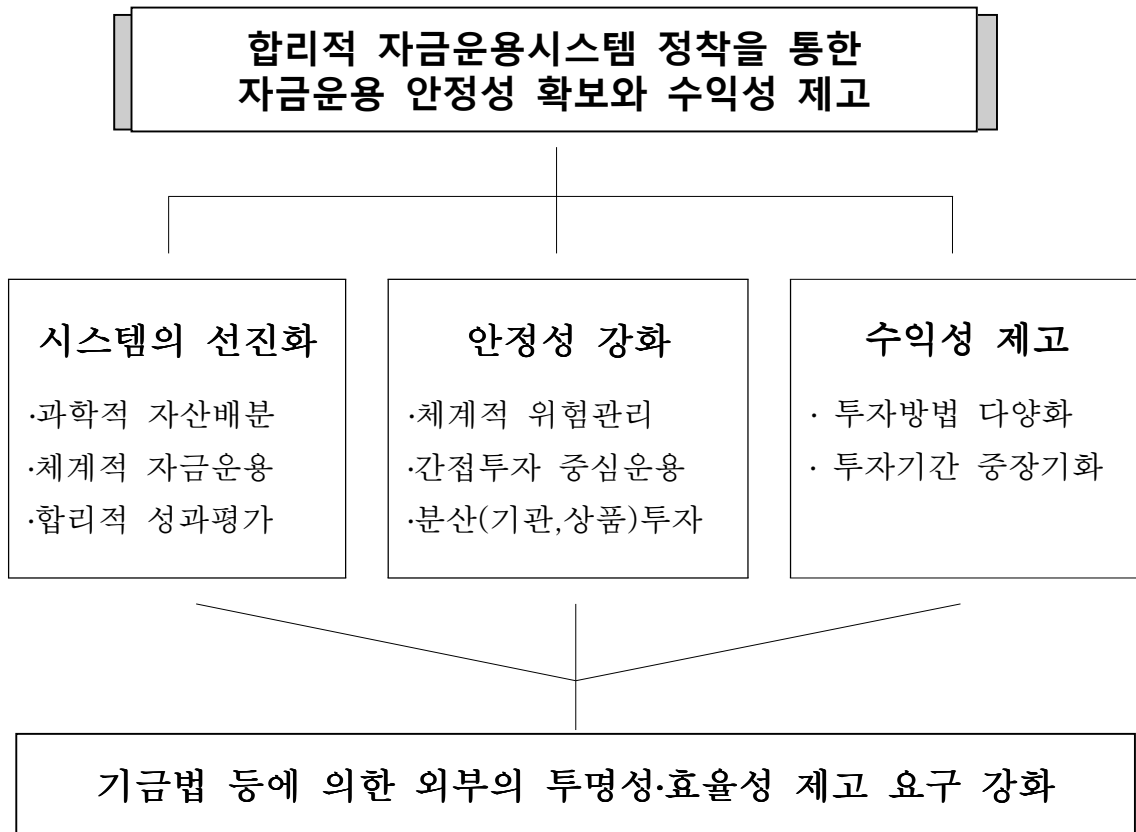 합리적 자금운용시스템 정착을 통한
자금운용 안정성 확보와 수익성 제고
시스템의 선진화
·과학적 자산배분
·체계적 자금운용
·합리적 성과평가
안정성 강화
·체계적 위험관리
·간접투자 중심운용
·분산(기관,상품)투자
수익성 제고
· 투자방법 다양화
· 투자기간 중장기화
기금법 등에 의한 외부의 투명성·효율성 제고 요구 강화